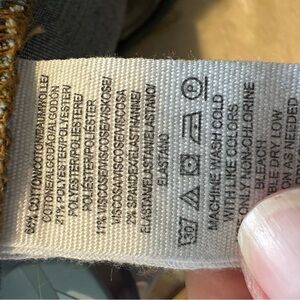 66% COTTON/COTON/BAUMWOLLE/
COTONE/ALGODÃO/ALGODÓN
21% POLYESTER/POLYESTER/
POLYESTER/POLIESTERE/
POLIÉSTER/POLIÉSTER
11% VISCOSE/VISCOSE/VISKOSE/
VISCOSA/VISCOSE/VISCOSA
2% SPANDEX/ELASTHANNE/
ELASTAN/ELASTAN/ELASTANO/
ELASTANO
MACHINE WASH COLD
WITH LIKE COLORS
ONLY NON-CHLORINE
BLEACH
BLE DRY LOW
ON AS NEEDED